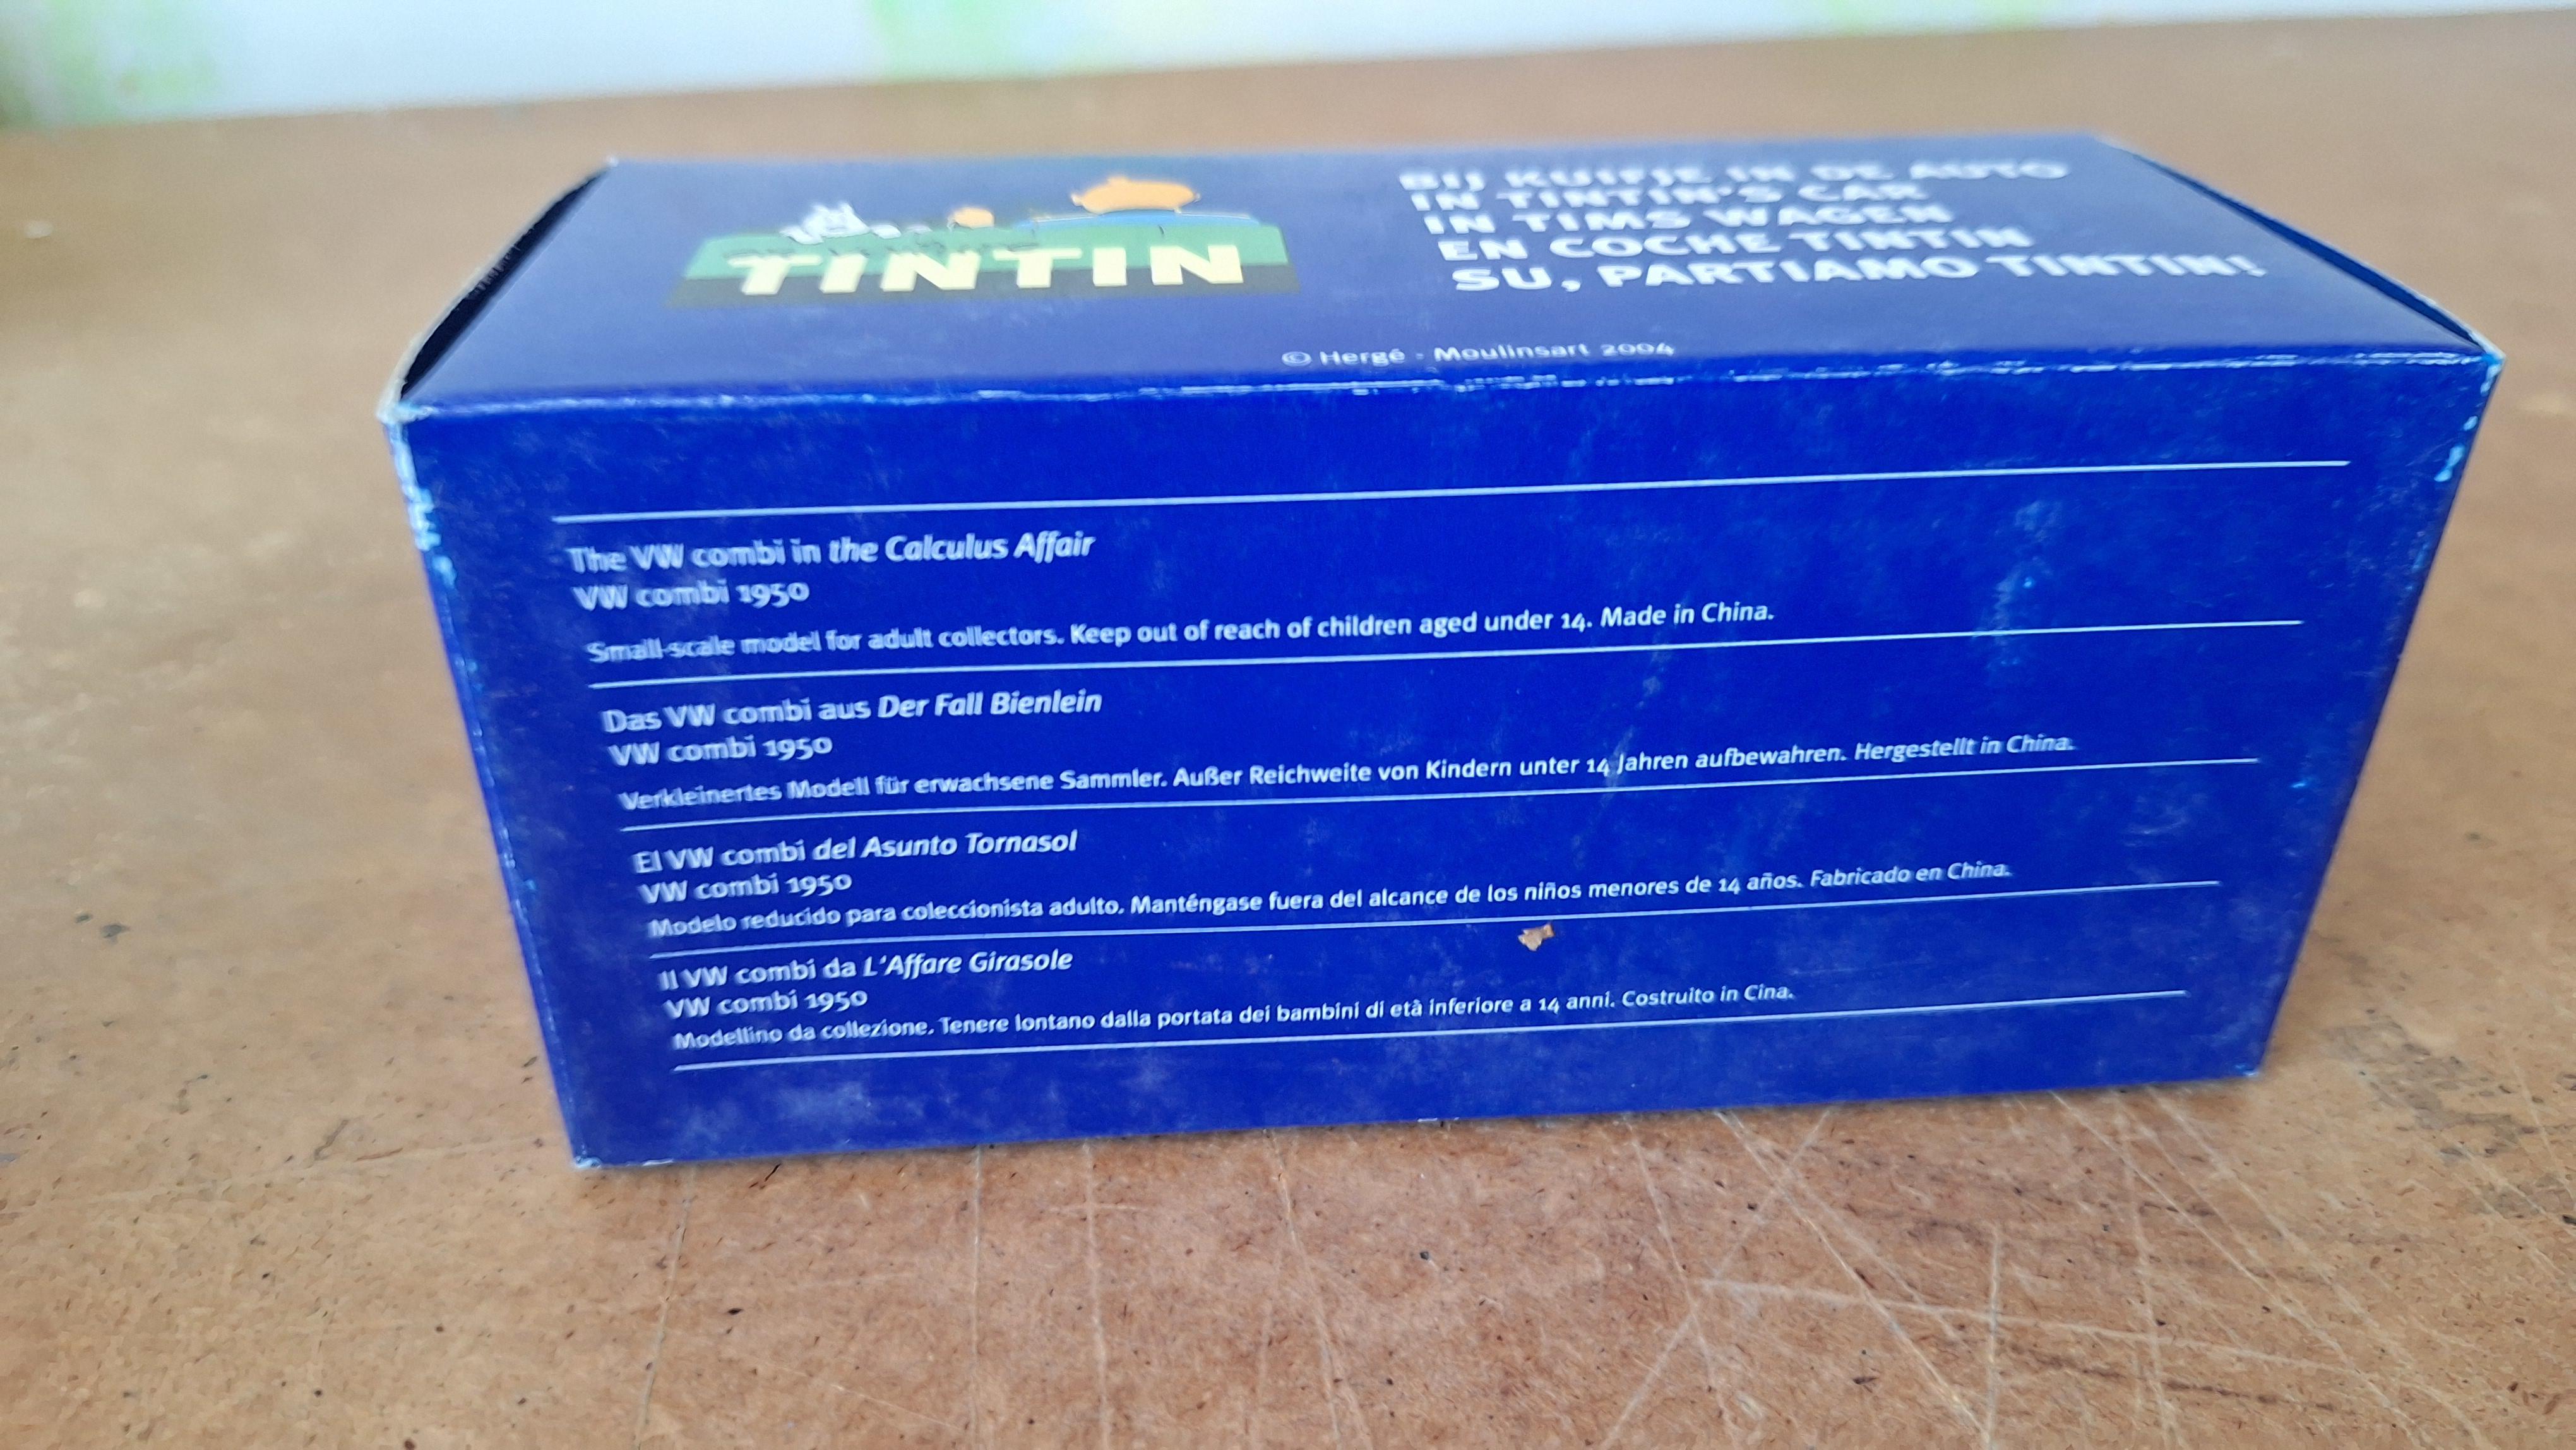 TINTIN
BIJ KUIFJE IN DE AUTO
IN TINTIN'S CAR
IN TIMS WAGEN
EN COCHE TINTIN
SU, PARTIAMO TINTIN!
© Hergé - Moulinsart 2004
The VW combi in the Calculus Affair
VW combi 1950
Small-scale model for adult collectors. Keep out of reach of children aged under 14. Made in China.
Das VW combi aus Der Fall Bienlein
VW combi 1950
Verkleinertes Modell für erwachsene Sammler. Außer Reichweite von Kindern unter 14 Jahren aufbewahren. Hergestellt in China.
El VW combi del Asunto Tornasol
VW combi 1950
Modelo reducido para coleccionista adulto. Manténgase fuera del alcance de los niños menores de 14 años. Fabricado en China.
Il VW combi da L'Affare Girasole
VW combi 1950
Modellino da collezione. Tenere lontano dalla portata dei bambini di età inferiore a 14 anni. Costruito in Cina.